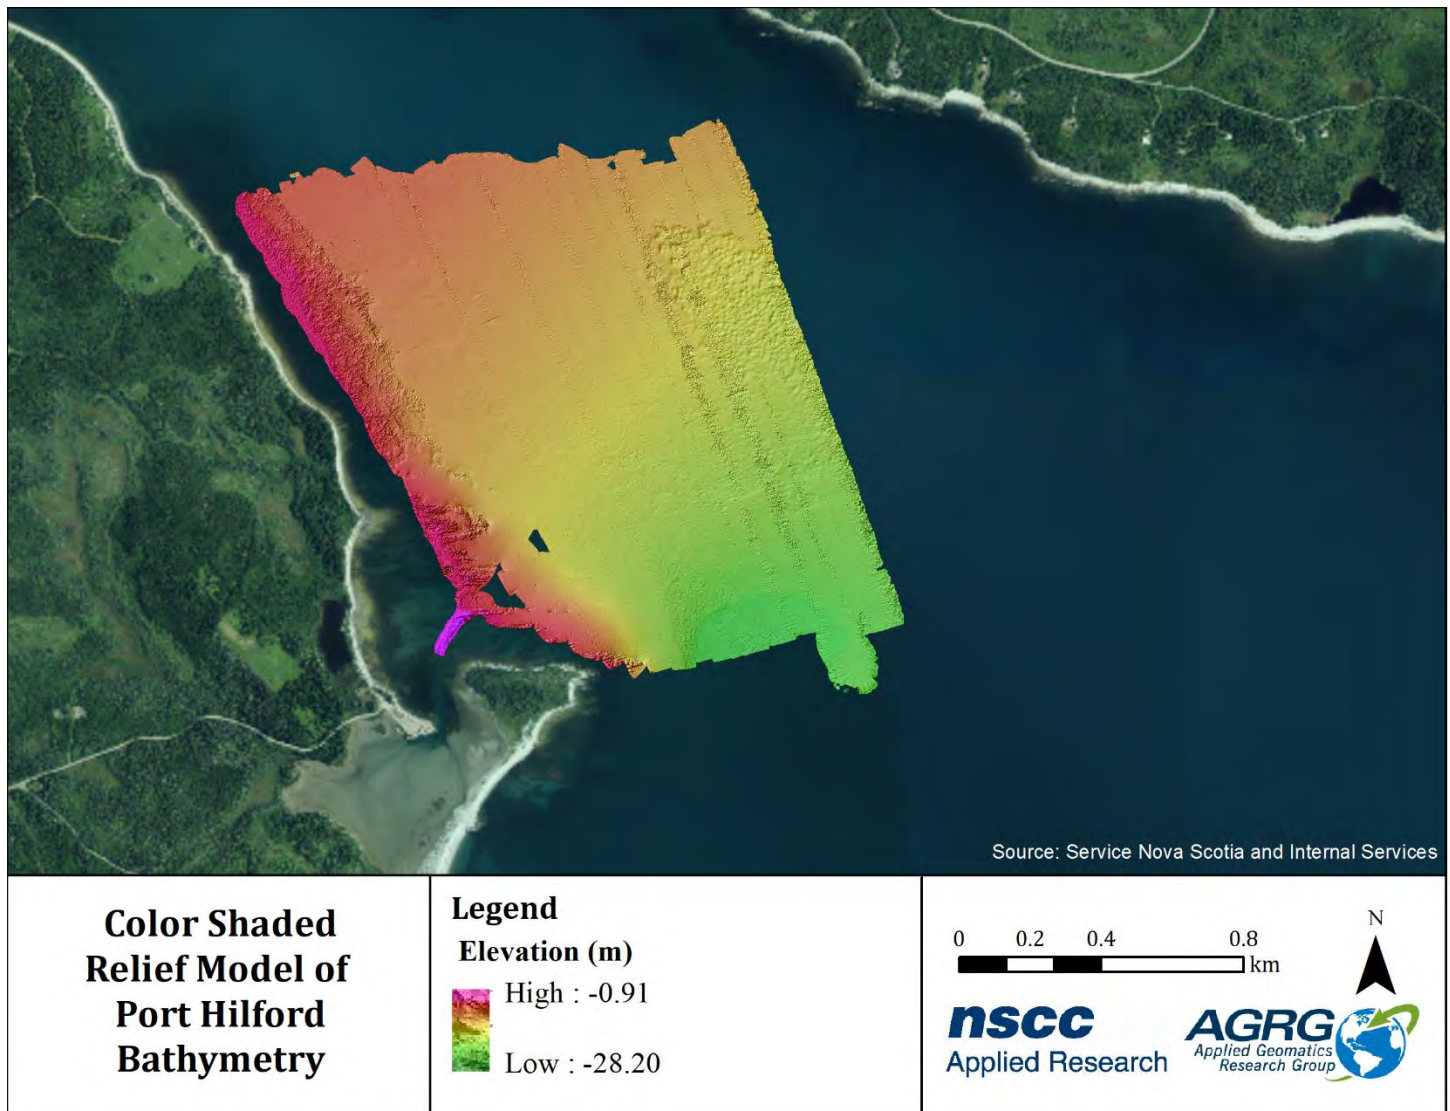 Source: Service Nova Scotia and Internal Services
Color Shaded
Relief Model of
Port Hilford
Bathymetry
Legend
Elevation (m)
High : -0.91
Low : -28.20
0 0.2 0.4 0.8
km
N
nscc
Applied Research
AGRG
Applied Geomatics
Research Group